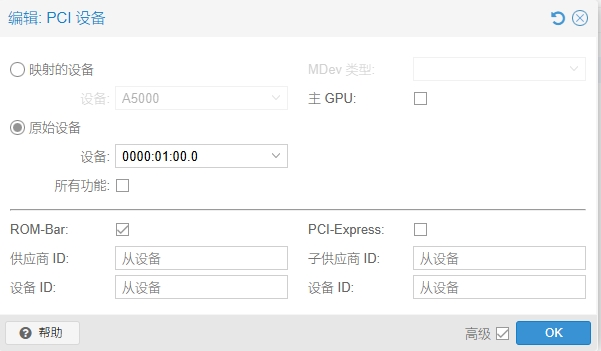 编辑: PCI 设备
映射的设备
MDev 类型:
设备: A5000
主 GPU:
原始设备
设备: 0000:01:00.0
所有功能:
ROM-Bar:
PCI-Express:
供应商 ID: 从设备
子供应商 ID: 从设备
设备 ID: 从设备
设备 ID: 从设备
帮助
高级
OK